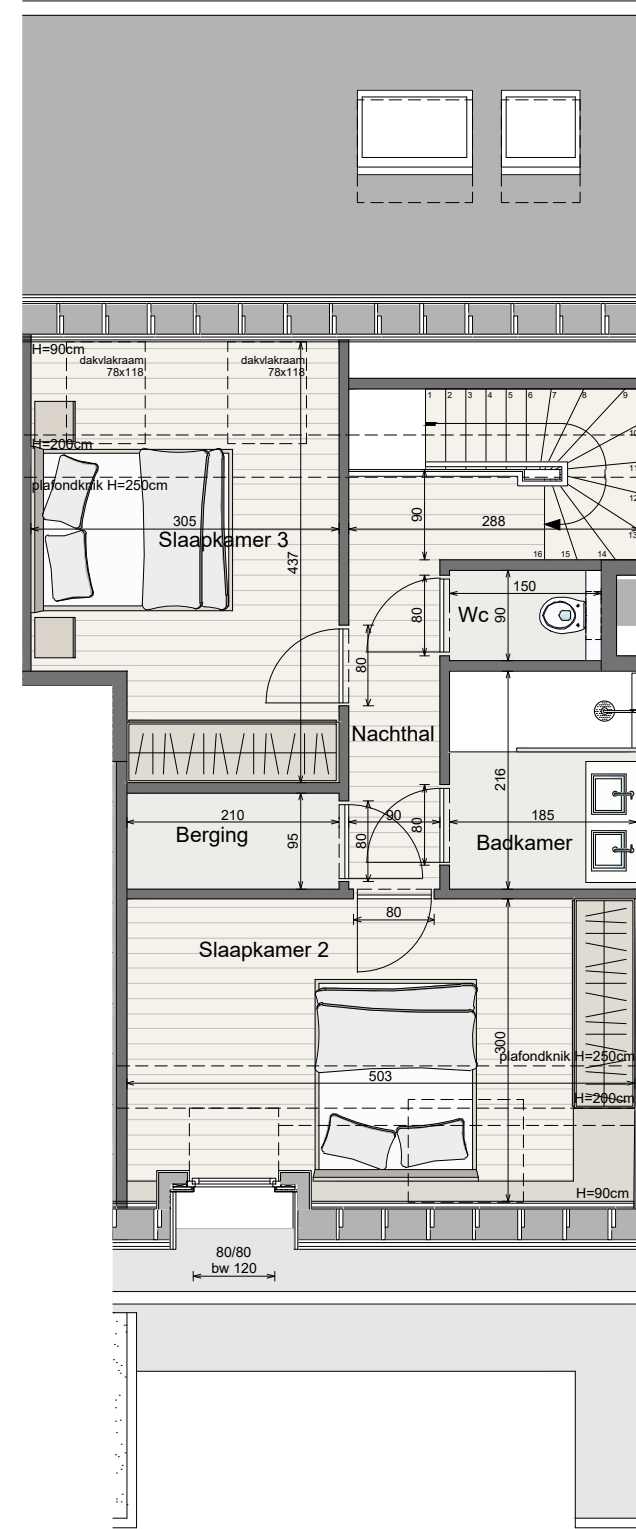 H=90cm
dakvlakraam
78x118
dakvlakraam
78x118
1 2 3 4 5 6 7 8 9
10
11
12
13
14
15
16
H=200cm
plafondknik H=250cm
305
Slaapkamer 3
437
90
288
150
Wc
90
80
80
Nachthal
216
210
Berging
95
80
90
80
185
Badkamer
80
Slaapkamer 2
300
plafondknik H=250cm
503
H=200cm
H=90cm
80/80
bw 120